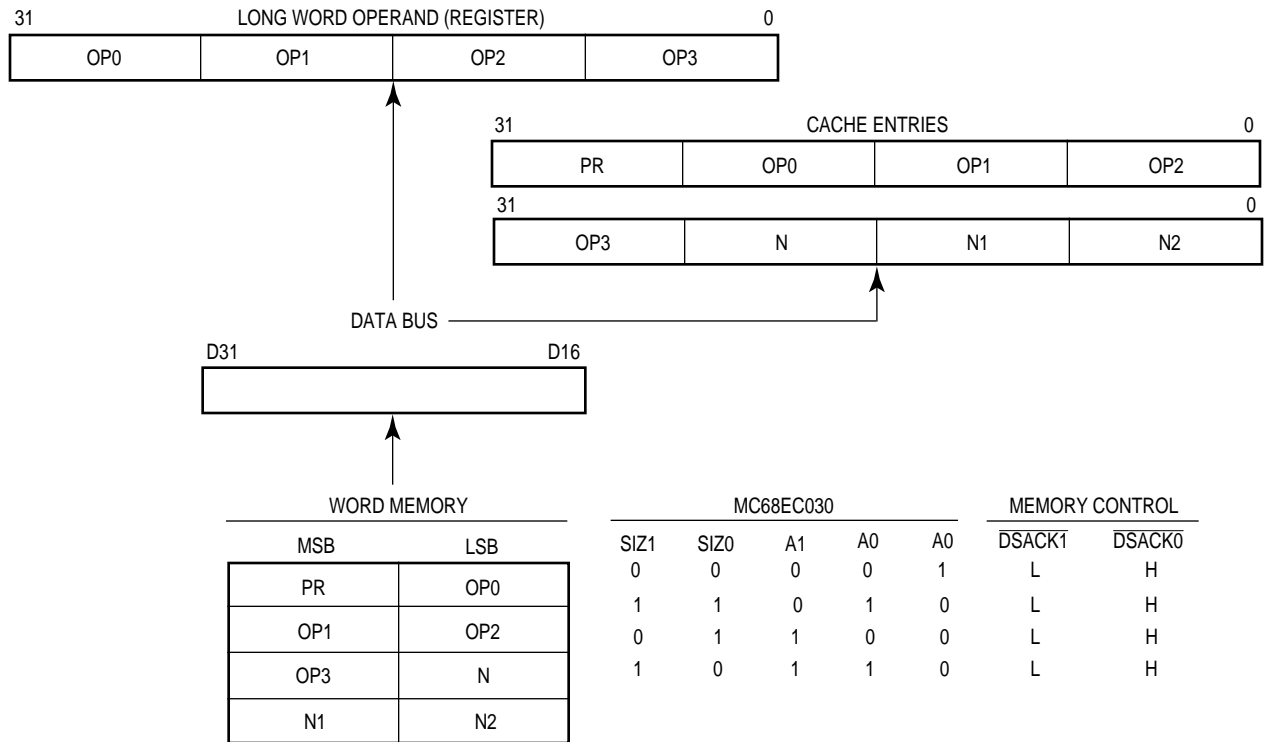 31 LONG WORD OPERAND (REGISTER) 0
OP0 OP1 OP2 OP3
31 CACHE ENTRIES 0
PR OP0 OP1 OP2
31 0
OP3 N N1 N2
DATA BUS
D31 D16
WORD MEMORY MC68EC030 MEMORY CONTROL
MSB LSB SIZ1 SIZ0 A1 A0 A0 DSACK1 DSACK0
0 0 0 0 1 L H
PR OP0
1 1 0 1 0 L H
OP1 OP2
0 1 1 0 0 L H
OP3 N
1 0 1 1 0 L H
N1 N2